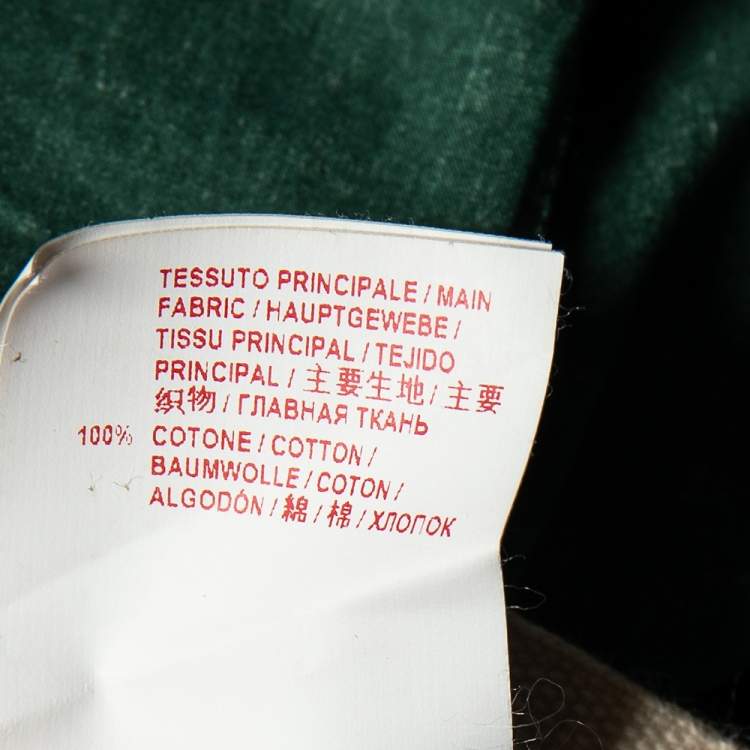 TESSUTO PRINCIPALE / MAIN
FABRIC / HAUPTGEWEBE /
TISSU PRINCIPAL / TEJIDO
PRINCIPAL / 主要生地 / 主要
织物 / ГЛАВНАЯ ТКАНЬ
100% COTONE / COTTON /
BAUMWOLLE / COTON /
ALGODÓN / 綿 / 棉 / ХЛОПОК